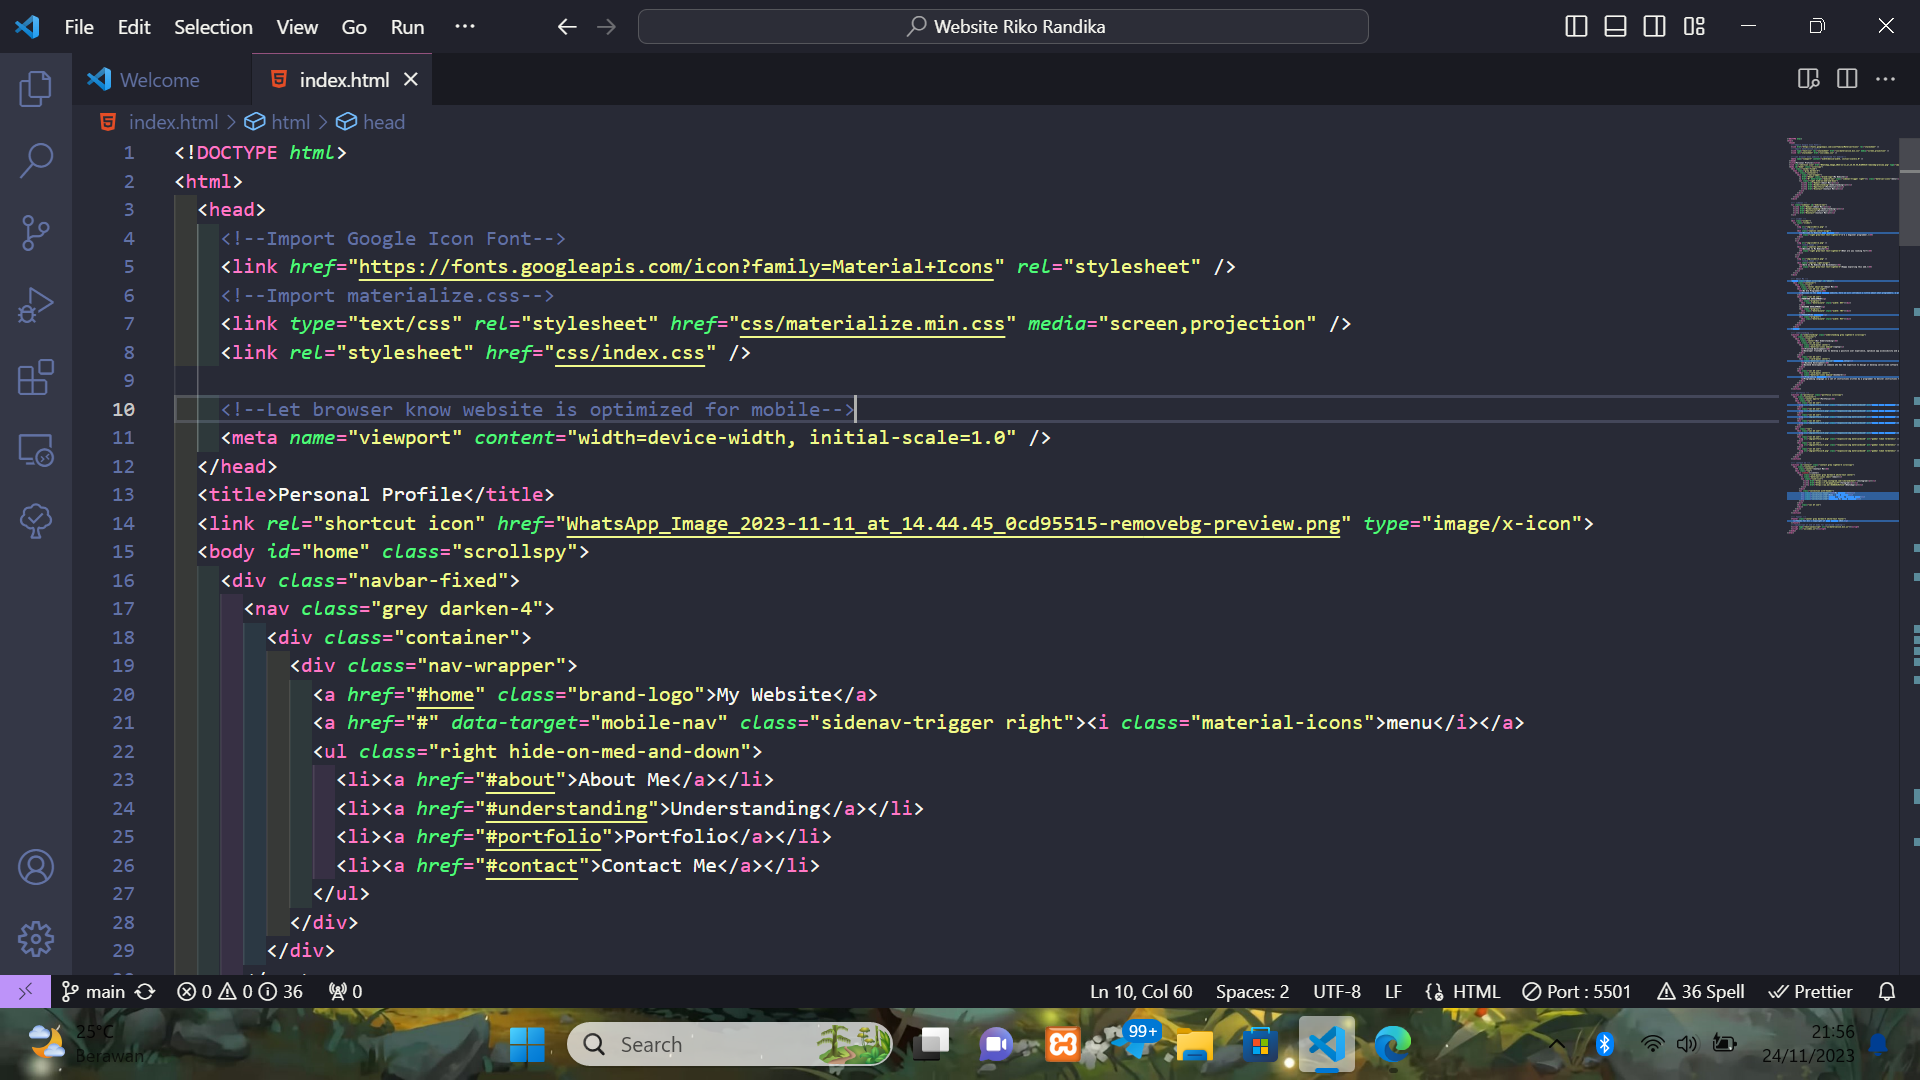 File Edit Selection View Go Run ··· Website Riko Randika
Welcome index.html
index.html > html > head
1 <!DOCTYPE html>
2 <html>
3 <head>
4 <!--Import Google Icon Font-->
5 <link href="https://fonts.googleapis.com/icon?family=Material+Icons" rel="stylesheet" />
6 <!--Import materialize.css-->
7 <link type="text/css" rel="stylesheet" href="css/materialize.min.css" media="screen,projection" />
8 <link rel="stylesheet" href="css/index.css" />
9
10 <!--Let browser know website is optimized for mobile-->
11 <meta name="viewport" content="width=device-width, initial-scale=1.0" />
12 </head>
13 <title>Personal Profile</title>
14 <link rel="shortcut icon" href="WhatsApp_Image_2023-11-11_at_14.44.45_0cd95515-removebg-preview.png" type="image/x-icon">
15 <body id="home" class="scrollspy">
16 <div class="navbar-fixed">
17 <nav class="grey darken-4">
18 <div class="container">
19 <div class="nav-wrapper">
20 <a href="#home" class="brand-logo">My Website</a>
21 <a href="#" data-target="mobile-nav" class="sidenav-trigger right"><i class="material-icons">menu</i></a>
22 <ul class="right hide-on-med-and-down">
23 <li><a href="#about">About Me</a></li>
24 <li><a href="#understanding">Understanding</a></li>
25 <li><a href="#portfolio">Portfolio</a></li>
26 <li><a href="#contact">Contact Me</a></li>
27 </ul>
28 </div>
29 </div>
main 0 0 36 0 Ln 10, Col 60 Spaces: 2 UTF-8 LF HTML Port : 5501 36 Spell Prettier
25°C
Berawan
Search
99+
21:56
24/11/2023